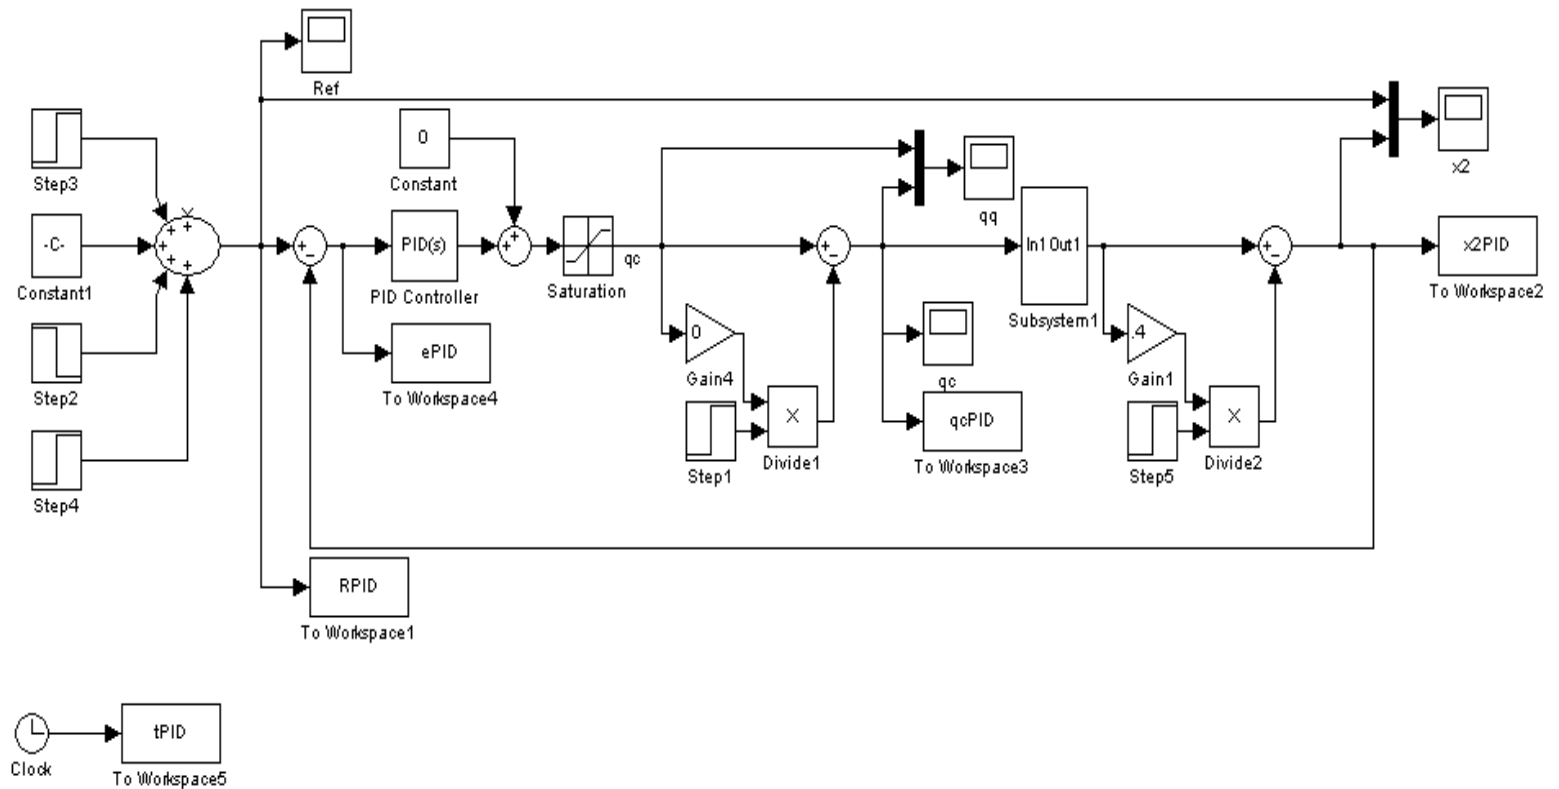 Ref
Step3
0
Constant
x2
-C-
Constant1
PID(s)
PID Controller
Saturation
qc
qq
In1 Out1
Subsystem1
x2PID
To Workspace2
Step2
ePID
To Workspace4
0
Gain4
qc
.4
Gain1
Step4
Step1
X
Divide1
qcPID
To Workspace3
Step5
X
Divide2
RPID
To Workspace1
Clock
tPID
To Workspace5